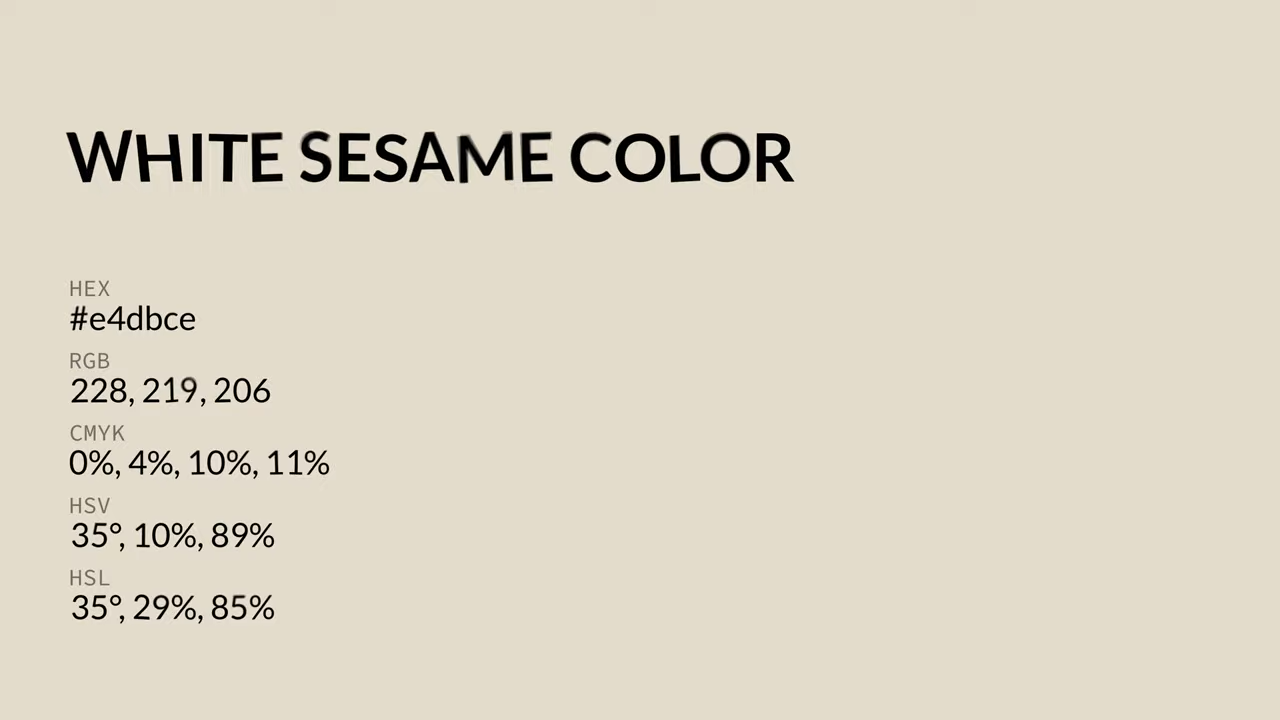 WHITE SESAME COLOR
HEX
#e4dbce
RGB
228, 219, 206
CMYK
0%, 4%, 10%, 11%
HSV
35°, 10%, 89%
HSL
35°, 29%, 85%